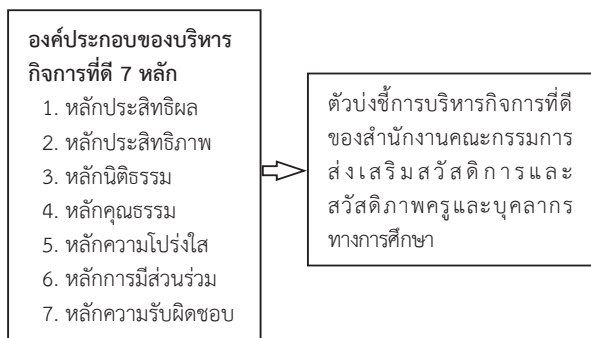 องค์ประกอบของบริหาร
กิจการที่ดี 7 หลัก
1. หลักประสิทธิผล
2. หลักประสิทธิภาพ
3. หลักนิติธรรม
4. หลักคุณธรรม
5. หลักความโปร่งใส
6. หลักการมีส่วนร่วม
7. หลักความรับผิดชอบ
ตัวบ่งชี้การบริหารกิจการที่ดี
ของสำนักงานคณะกรรมการ
ส่งเสริมสวัสดิการและ
สวัสดิภาพครูและบุคลากร
ทางการศึกษา